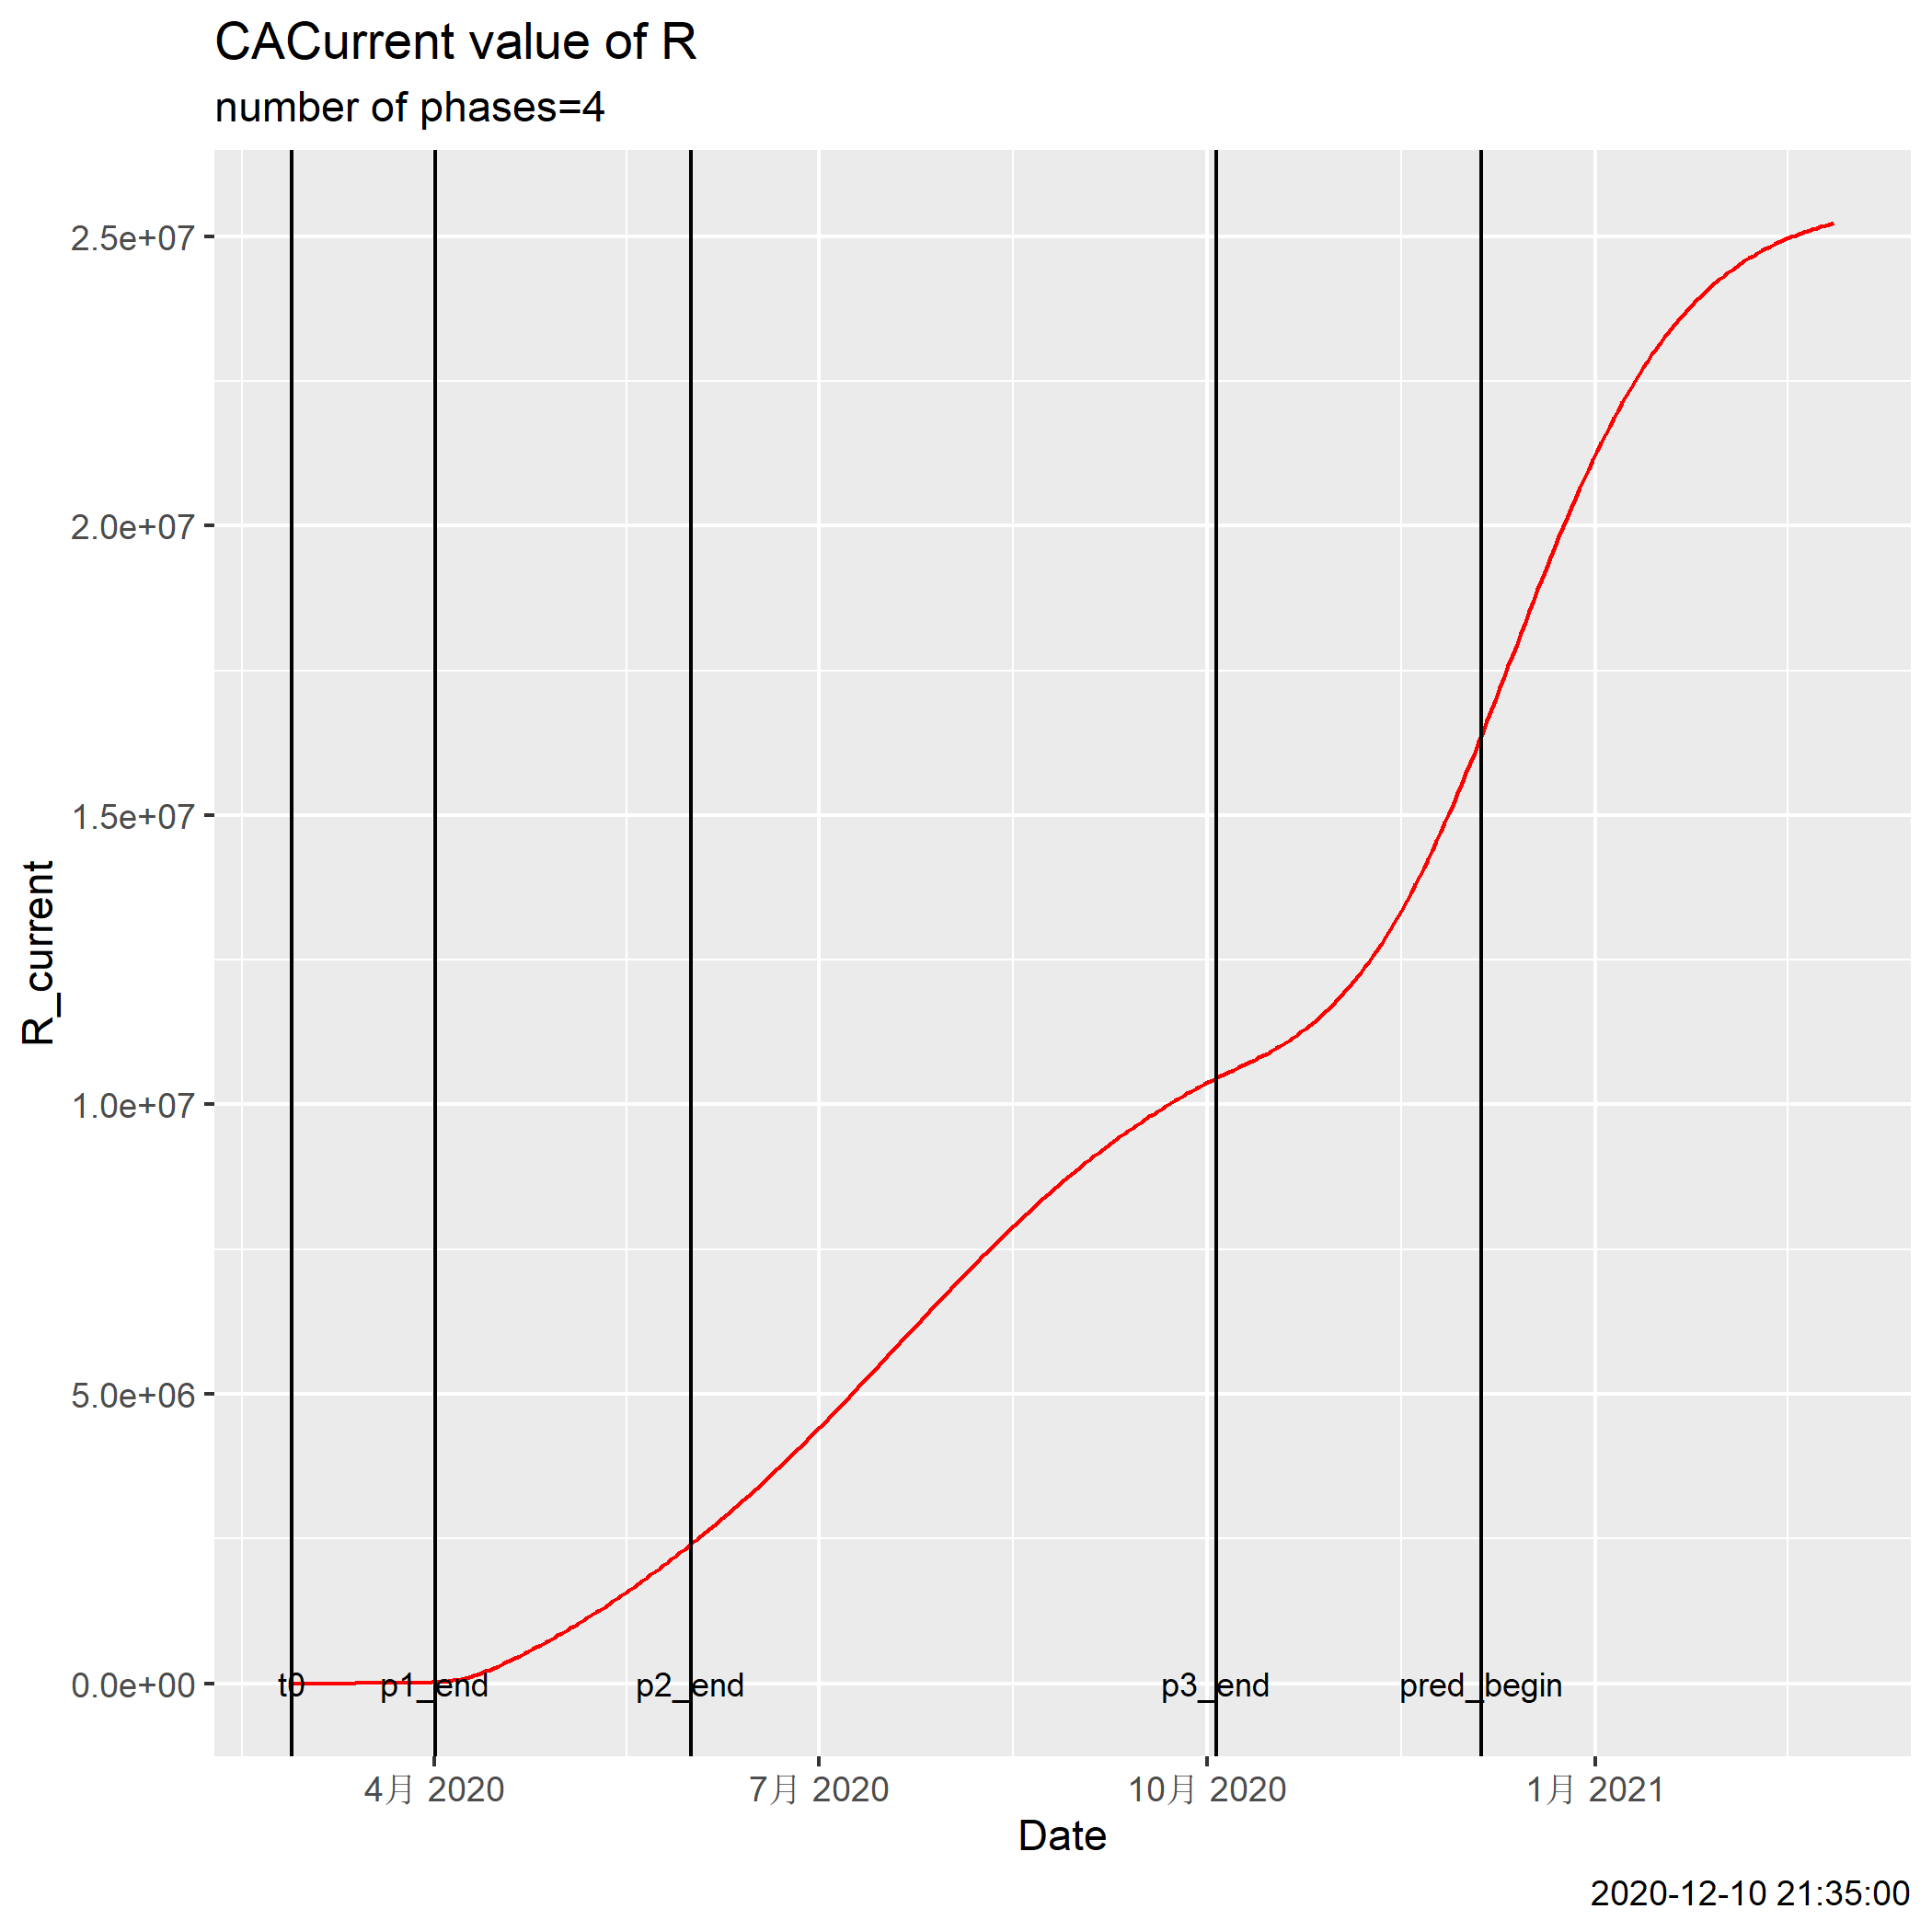 CACurrent value of R
number of phases=4
R_current
2.5e+07
2.0e+07
1.5e+07
1.0e+07
5.0e+06
0.0e+00
t0
p1_end
p2_end
p3_end
pred_begin
4月 2020
7月 2020
10月 2020
1月 2021
Date
2020-12-10 21:35:00